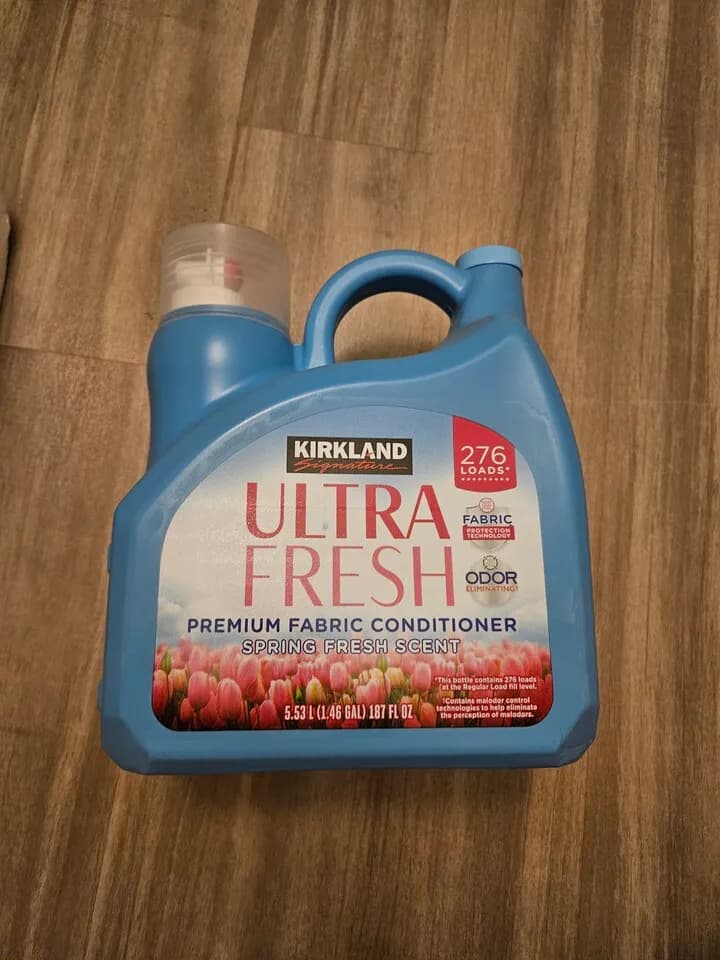 KIRKLAND
Signature
276
LOADS*
ULTRA
FRESH
FABRIC
PROTECTION
TECHNOLOGY
ODOR
ELIMINATING†
PREMIUM FABRIC CONDITIONER
SPRING FRESH SCENT
*This bottle contains 276 loads
at the Regular Load fill level.
†Contains malodor control
technologies to help eliminate
the perception of malodors.
5.53 L (1.46 GAL) 187 FL OZ